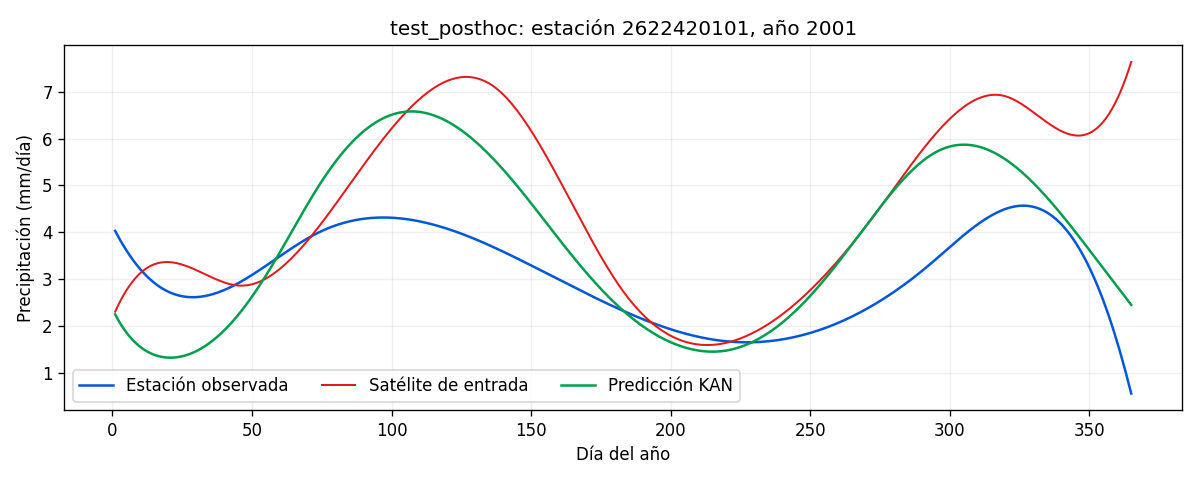 test_posthoc: estación 2622420101, año 2001
Precipitación (mm/día)
7
6
5
4
3
2
1
Estación observada
Satélite de entrada
Predicción KAN
0
50
100
150
200
250
300
350
Día del año